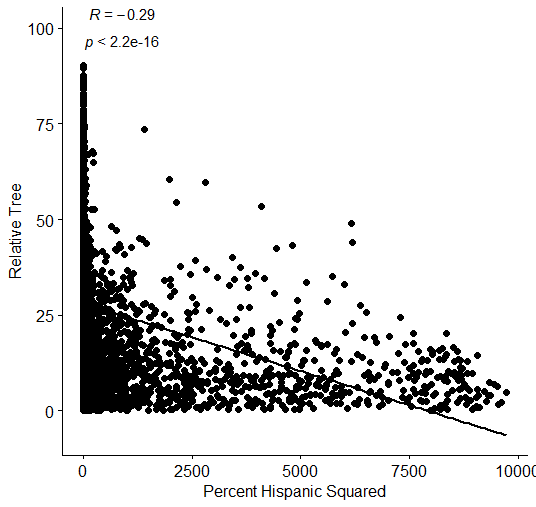 R = −0.29
p < 2.2e-16
100
75
50
25
0
Relative Tree
0 2500 5000 7500 10000
Percent Hispanic Squared